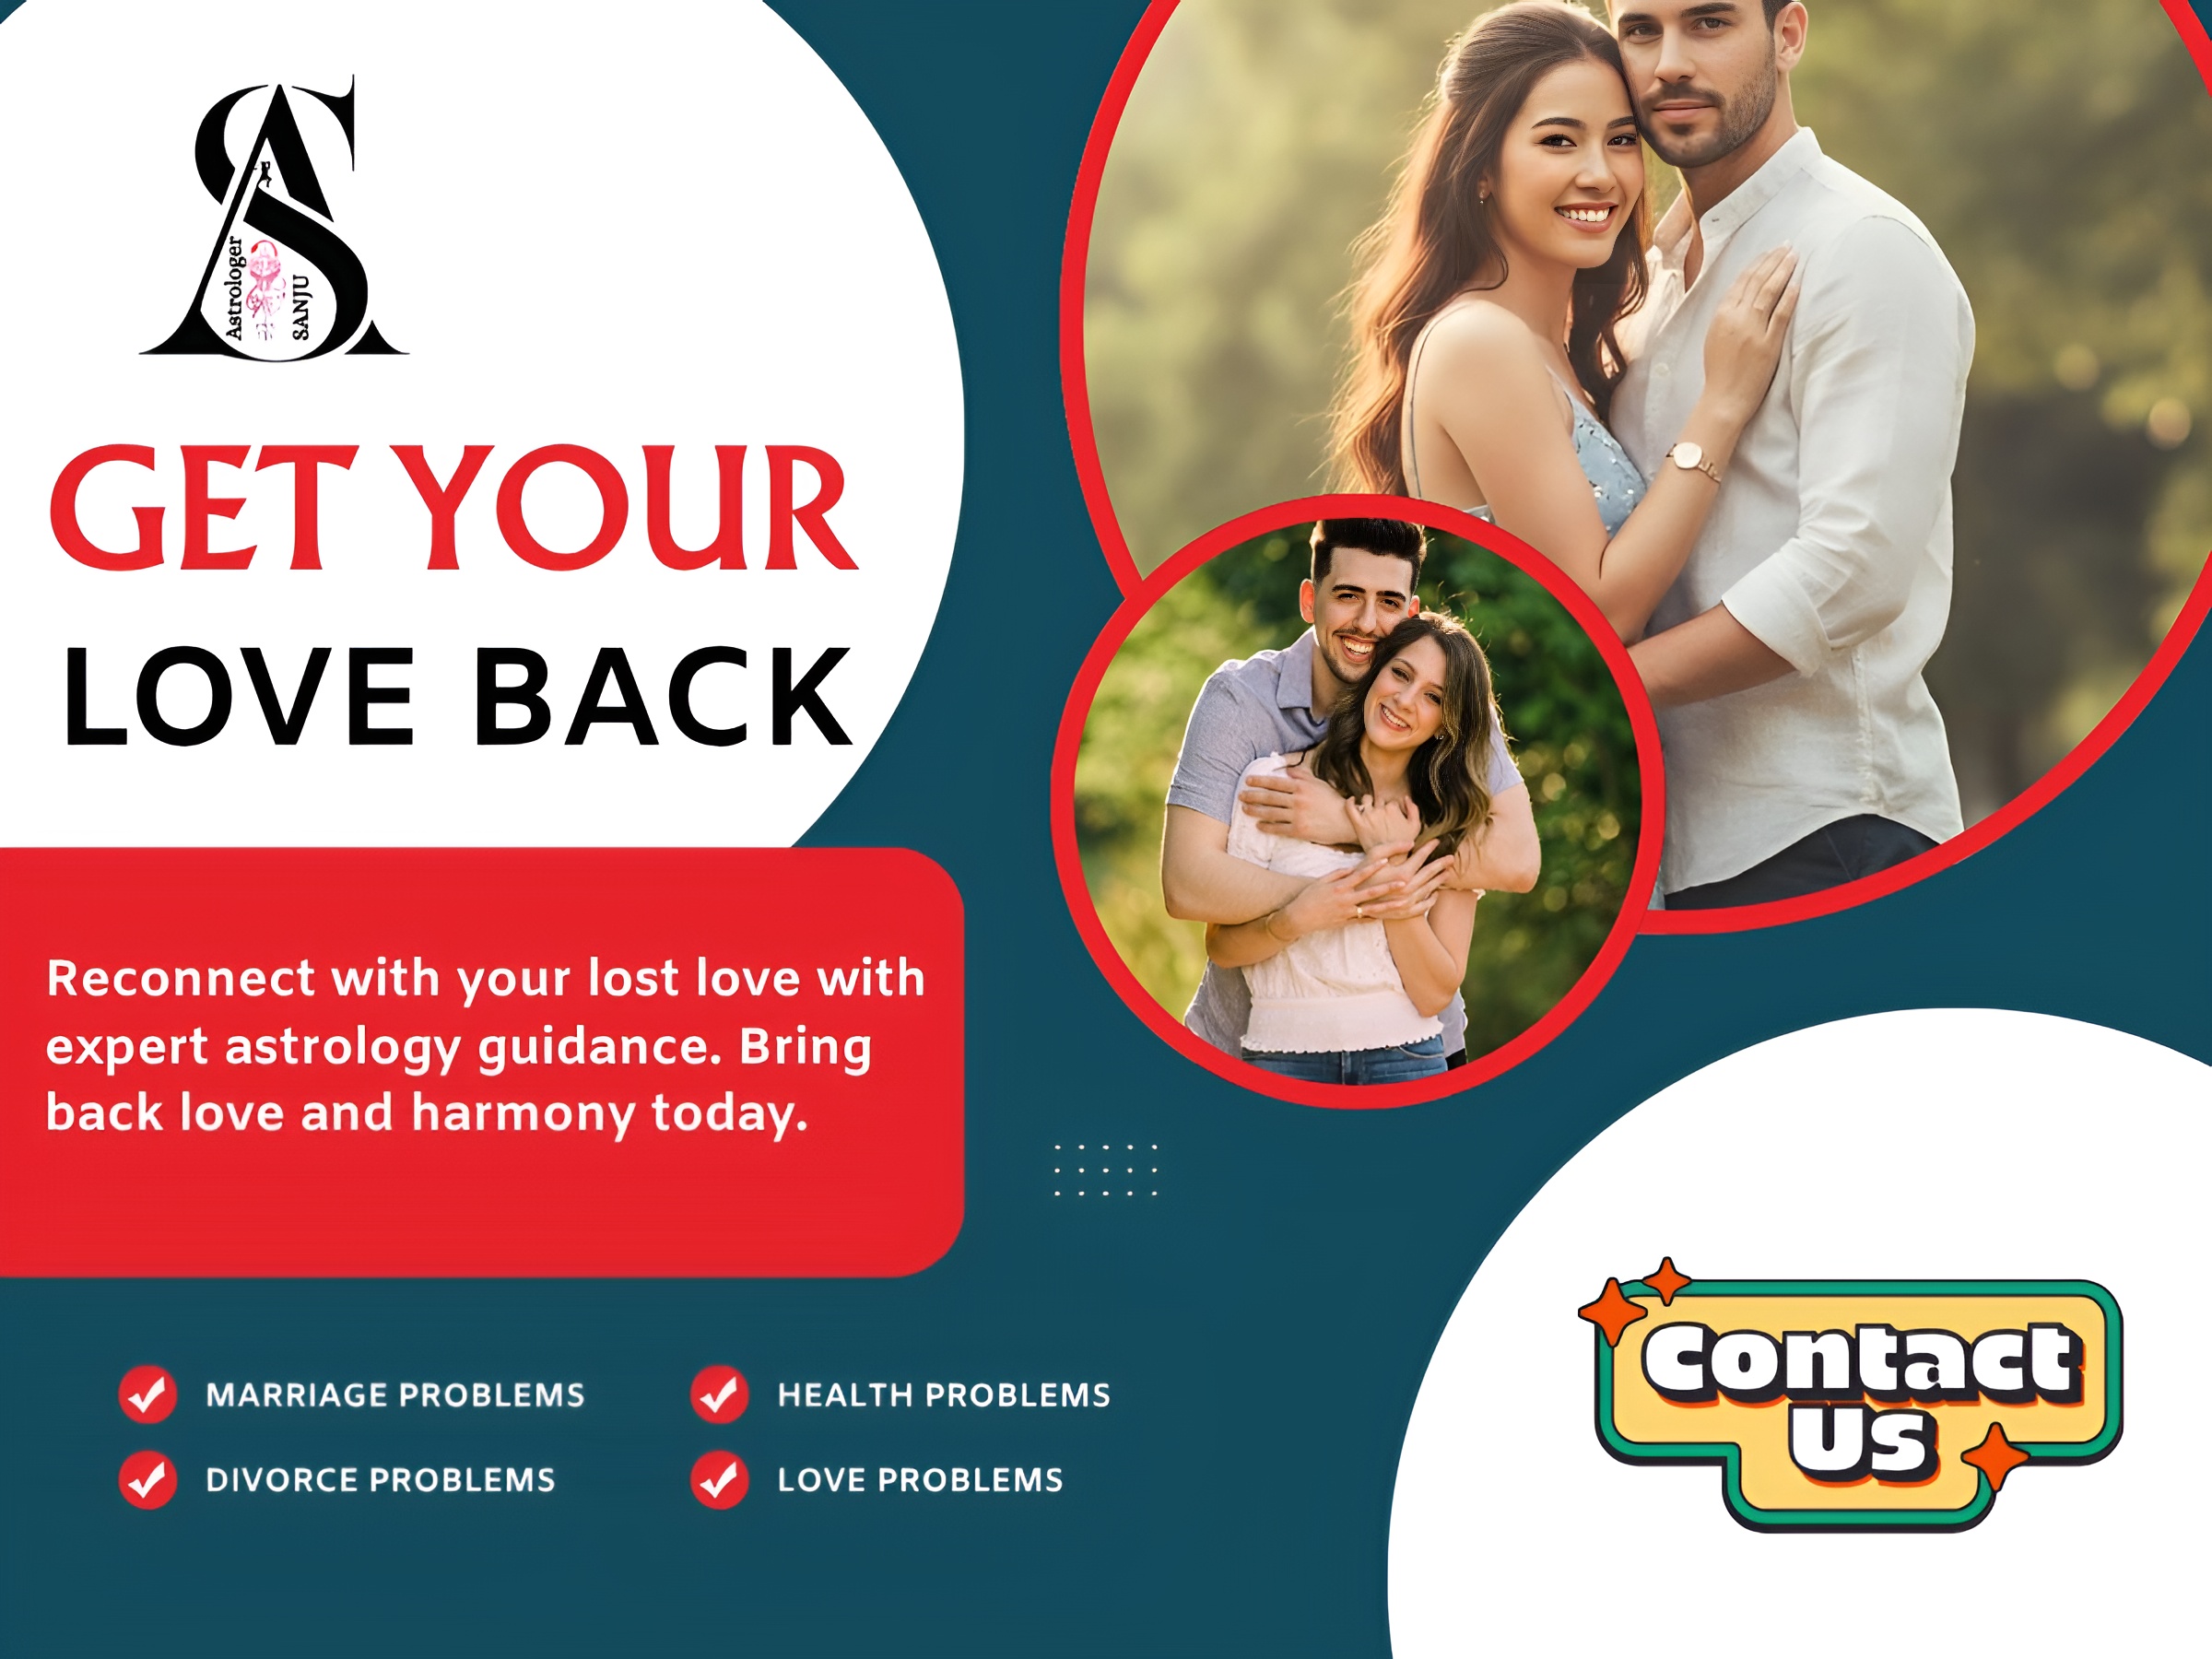 Astrologer
SANJU
GET YOUR
LOVE BACK
Reconnect with your lost love with
expert astrology guidance. Bring
back love and harmony today.
MARRIAGE PROBLEMS
HEALTH PROBLEMS
DIVORCE PROBLEMS
LOVE PROBLEMS
Contact
Us